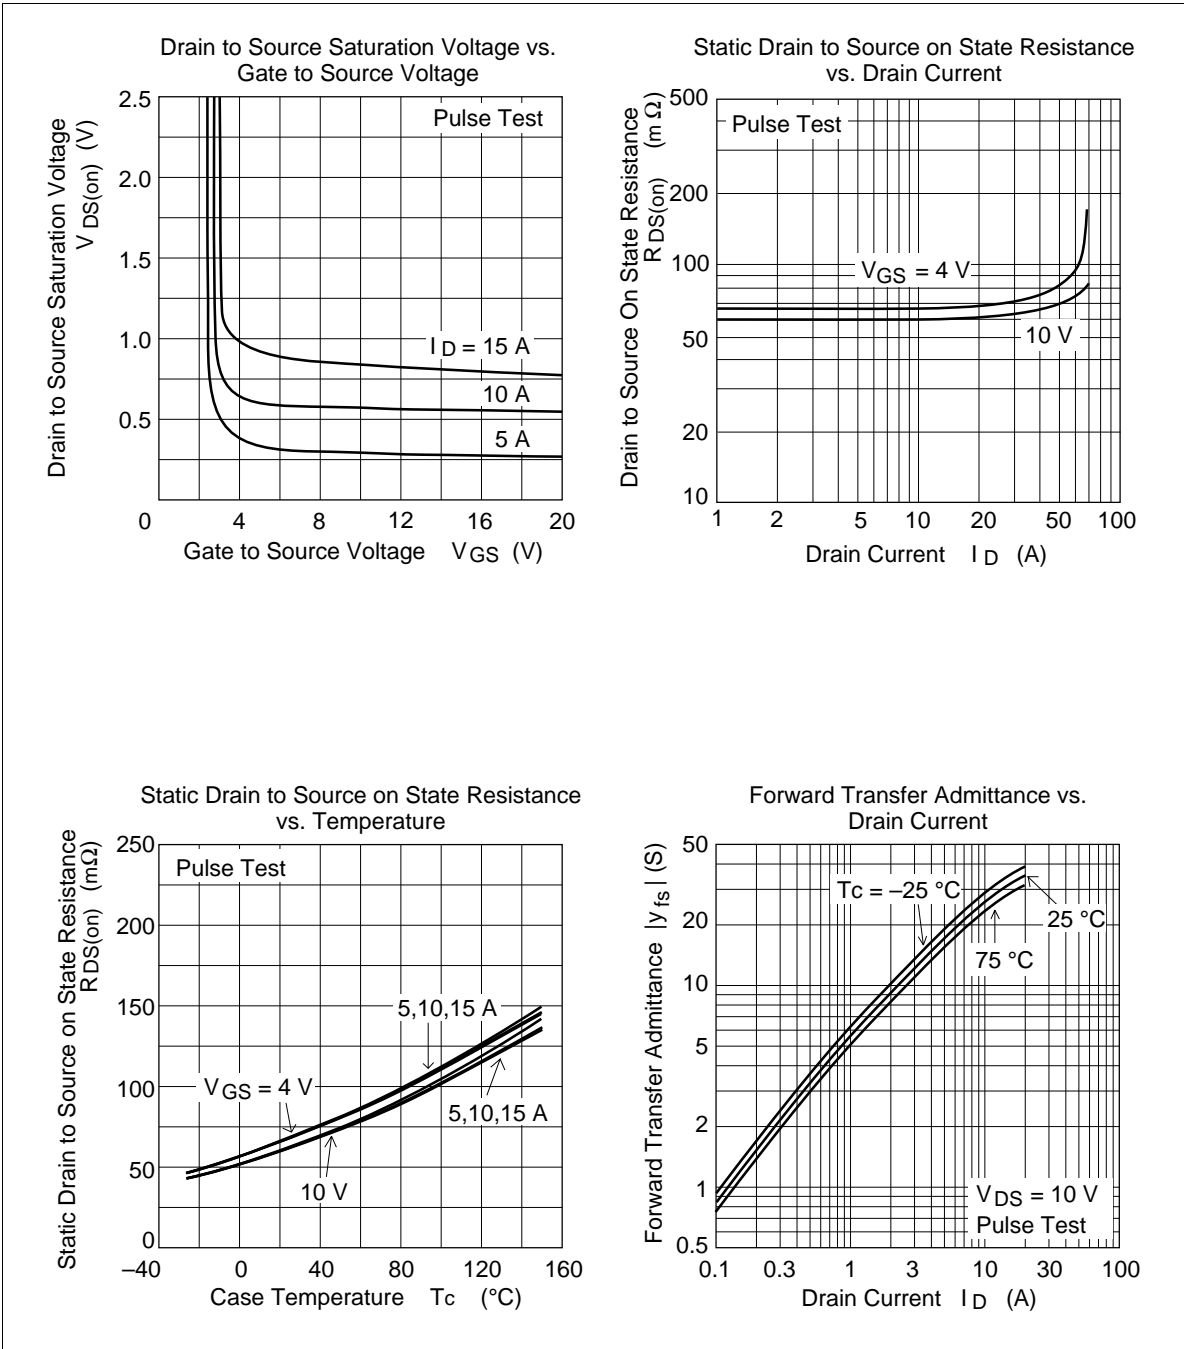 Drain to Source Saturation Voltage vs.
Gate to Source Voltage
Drain to Source Saturation Voltage
V DS(on) (V)
2.5
2.0
1.5
1.0
0.5
Pulse Test
I D = 15 A
10 A
5 A
0 4 8 12 16 20
Gate to Source Voltage V GS (V)
Static Drain to Source on State Resistance
vs. Drain Current
Drain to Source On State Resistance
R DS(on) (m Ω)
500
200
100
50
20
10
Pulse Test
V GS = 4 V
10 V
1 2 5 10 20 50 100
Drain Current I D (A)
Static Drain to Source on State Resistance
vs. Temperature
Static Drain to Source on State Resistance
R DS(on) (mΩ)
250
200
150
100
50
0
Pulse Test
5,10,15 A
V GS = 4 V
5,10,15 A
10 V
–40 0 40 80 120 160
Case Temperature Tc (°C)
Forward Transfer Admittance vs.
Drain Current
Forward Transfer Admittance |y fs | (S)
50
20
10
5
2
1
0.5
Tc = –25 °C
25 °C
75 °C
V DS = 10 V
Pulse Test
0.1 0.3 1 3 10 30 100
Drain Current I D (A)